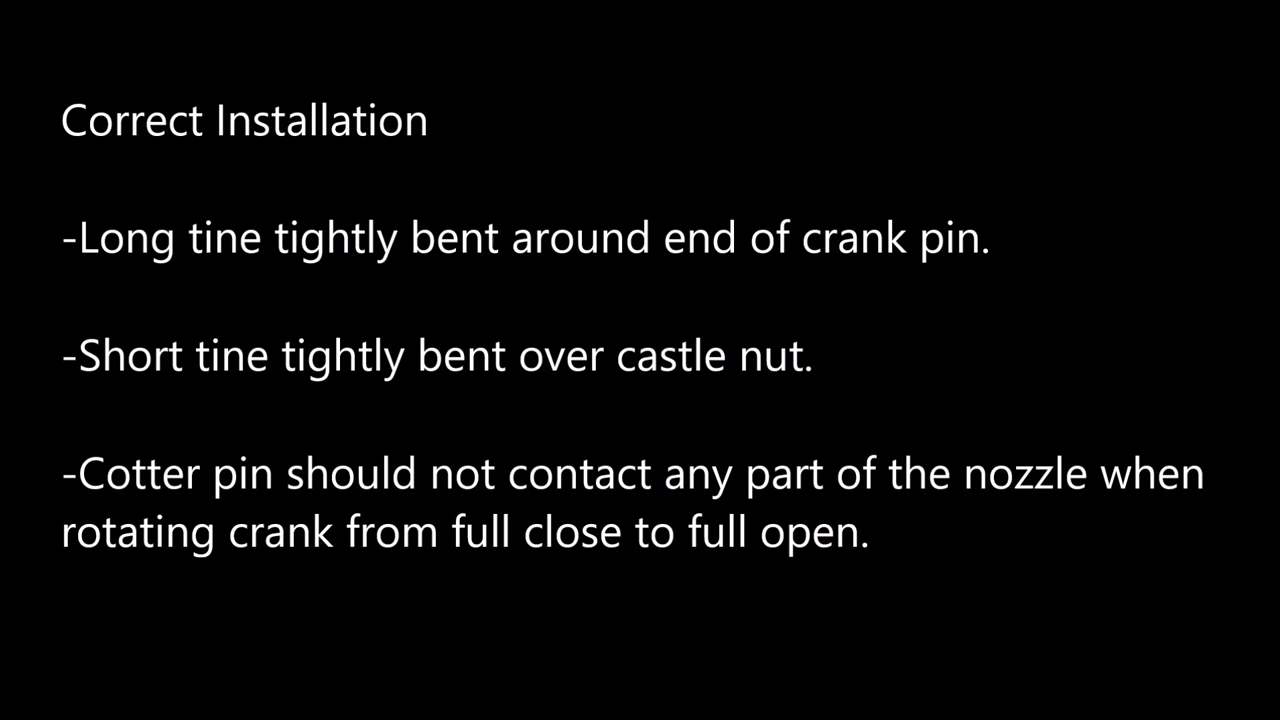 Correct Installation
-Long tine tightly bent around end of crank pin.
-Short tine tightly bent over castle nut.
-Cotter pin should not contact any part of the nozzle when
rotating crank from full close to full open.